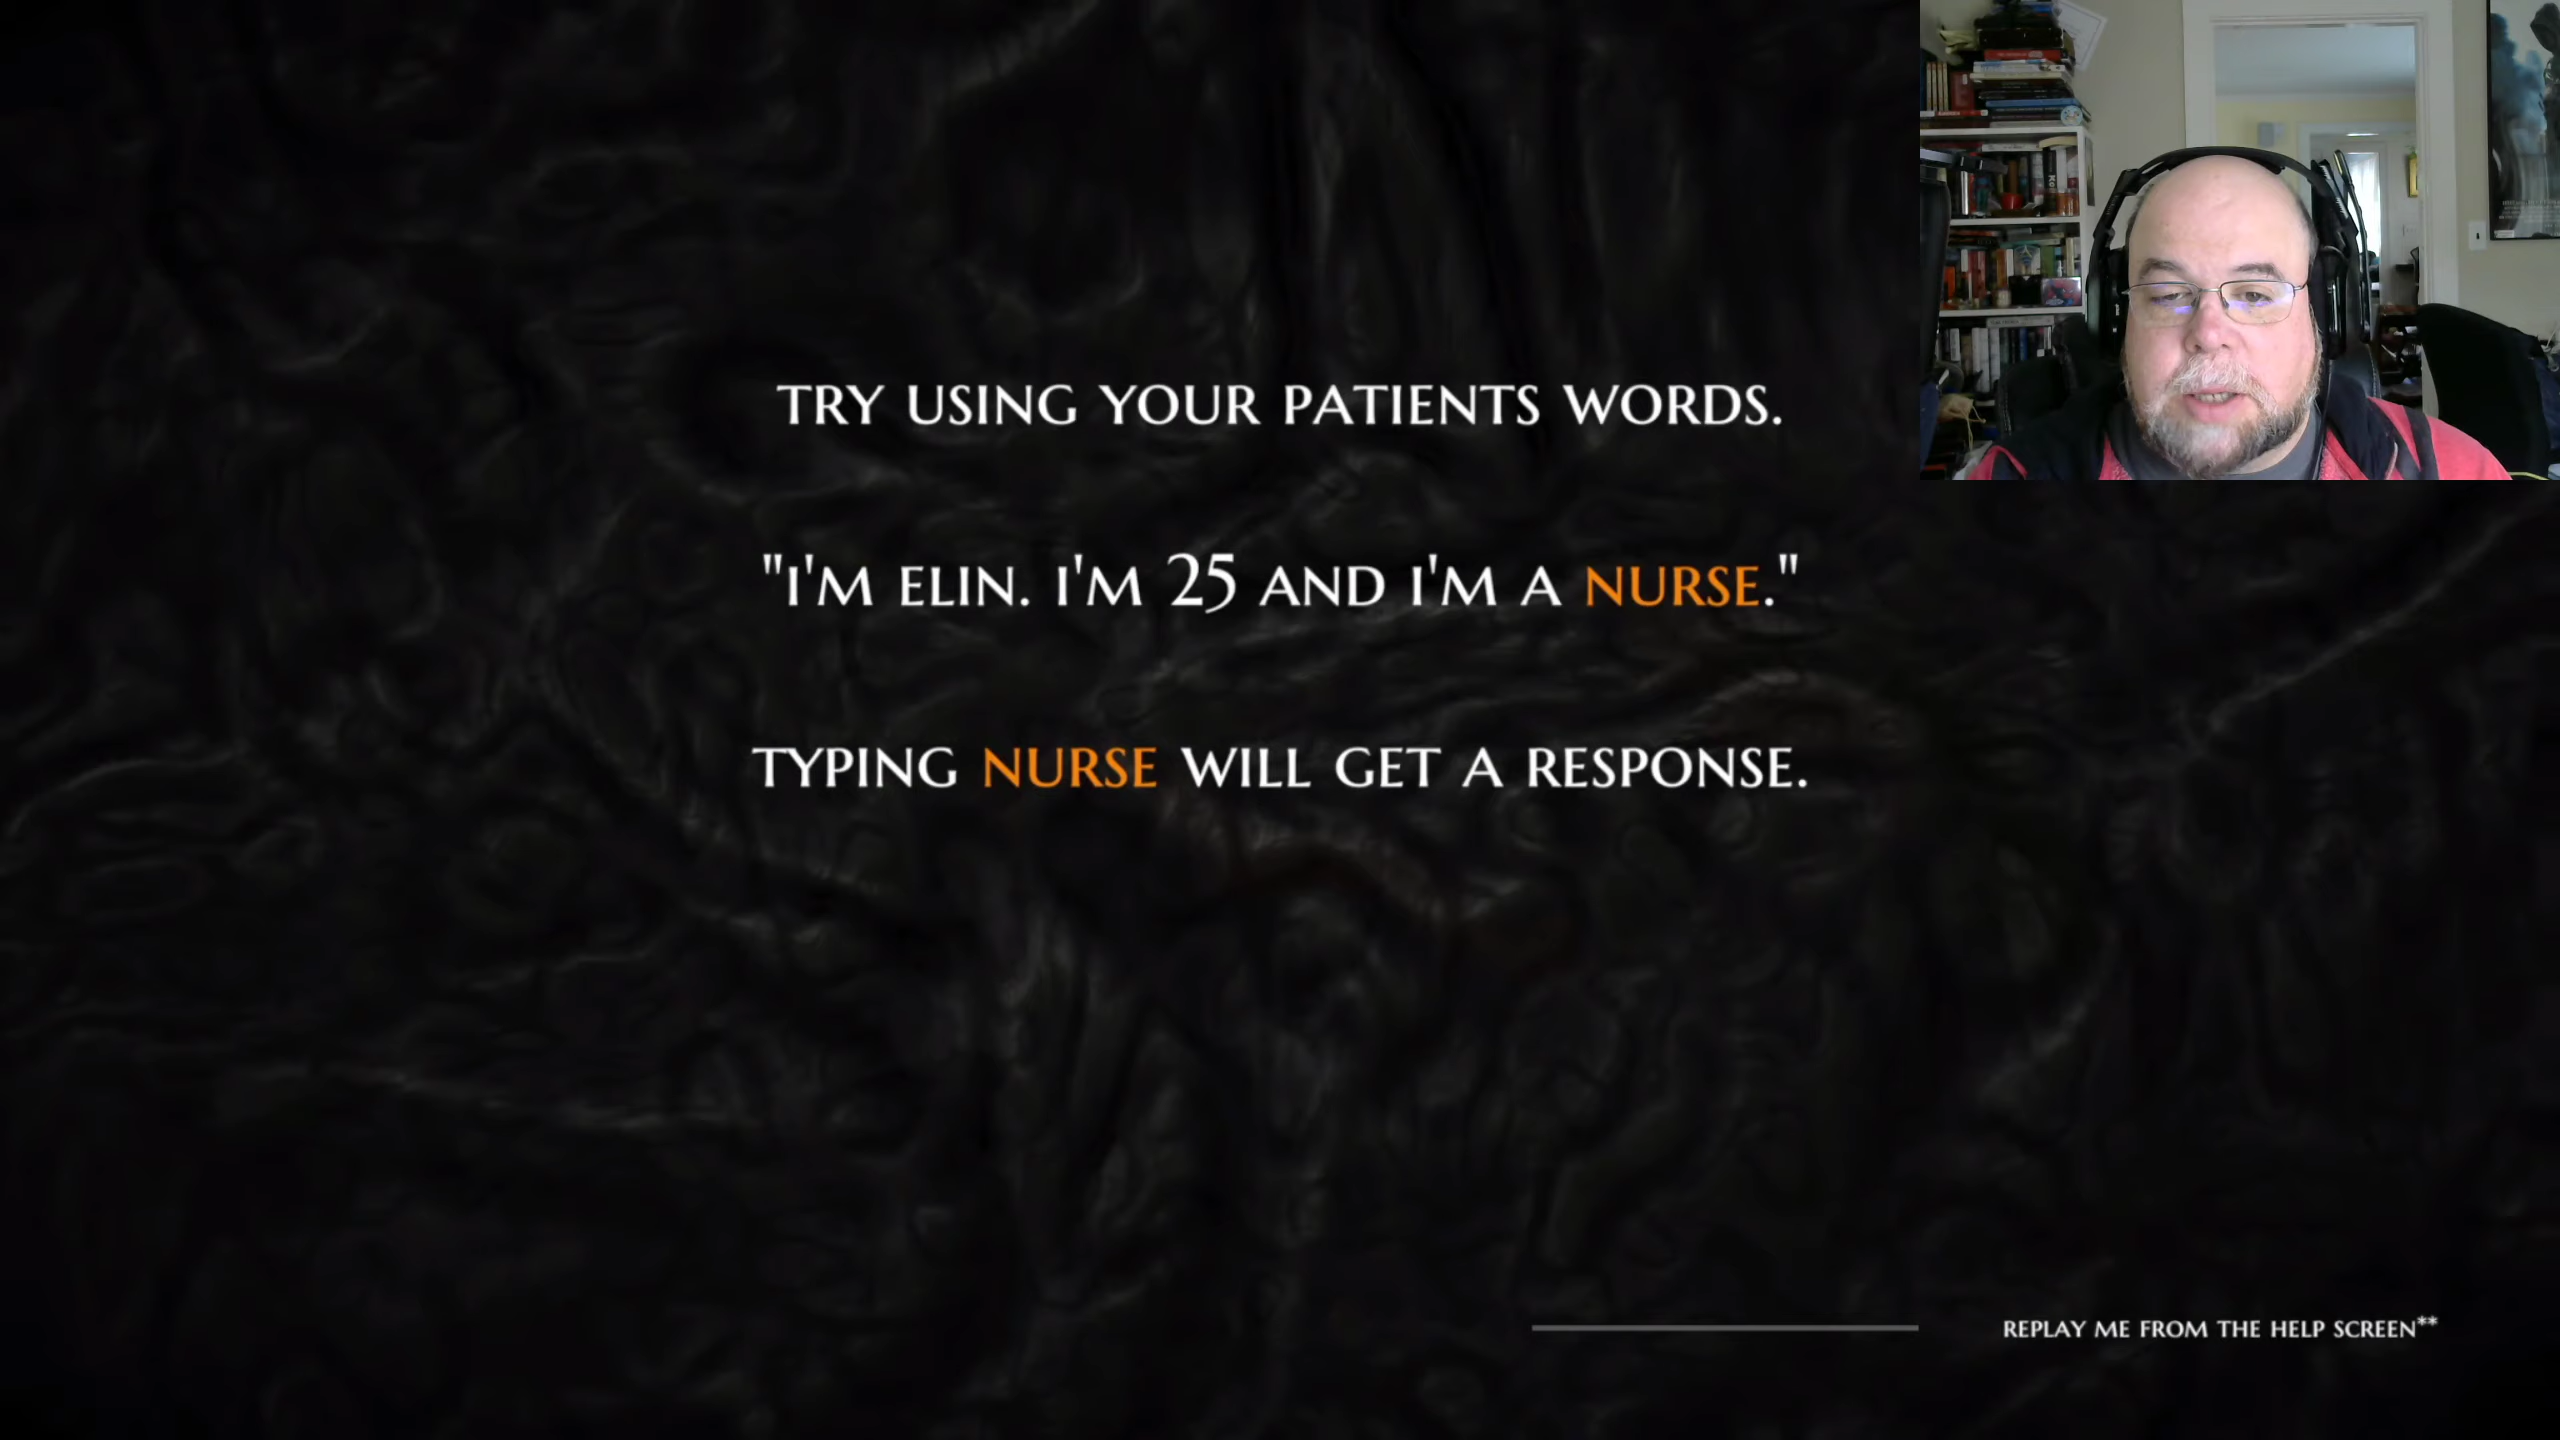 TRY USING YOUR PATIENTS WORDS.
"I'M ELIN. I'M 25 AND I'M A NURSE."
TYPING NURSE WILL GET A RESPONSE.
REPLAY ME FROM THE HELP SCREEN**